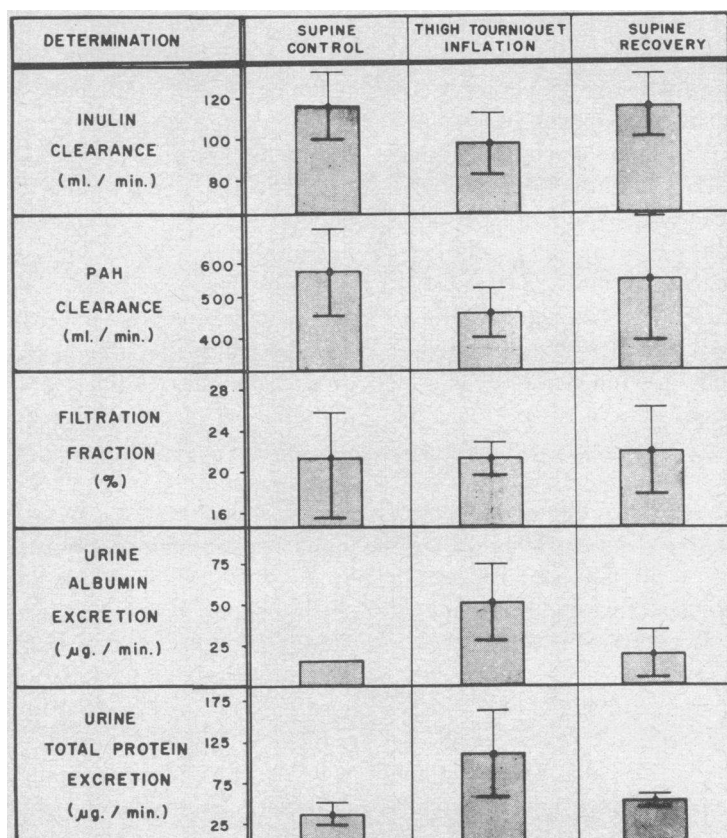 DETERMINATION
SUPINE
CONTROL
THIGH TOURNIQUET
INFLATION
SUPINE
RECOVERY
INULIN
CLEARANCE
(ml. / min.)
120
100
80
PAH
CLEARANCE
(ml. / min.)
600
500
400
FILTRATION
FRACTION
(%)
28
24
20
16
URINE
ALBUMIN
EXCRETION
(µg. / min.)
75
50
25
URINE
TOTAL PROTEIN
EXCRETION
(µg. / min.)
175
125
75
25